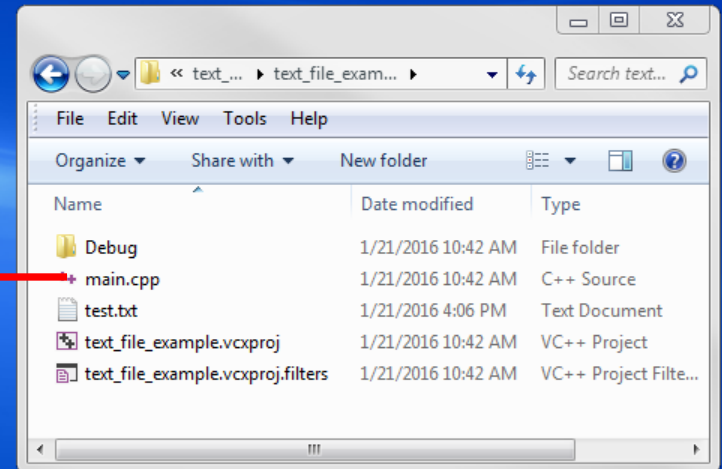 « text_... ▸ text_file_exam... ▸ Search text...
File Edit View Tools Help
Organize Share with New folder
Name Date modified Type
Debug 1/21/2016 10:42 AM File folder
main.cpp 1/21/2016 10:42 AM C++ Source
test.txt 1/21/2016 4:06 PM Text Document
text_file_example.vcxproj 1/21/2016 10:42 AM VC++ Project
text_file_example.vcxproj.filters 1/21/2016 10:42 AM VC++ Project Filte...